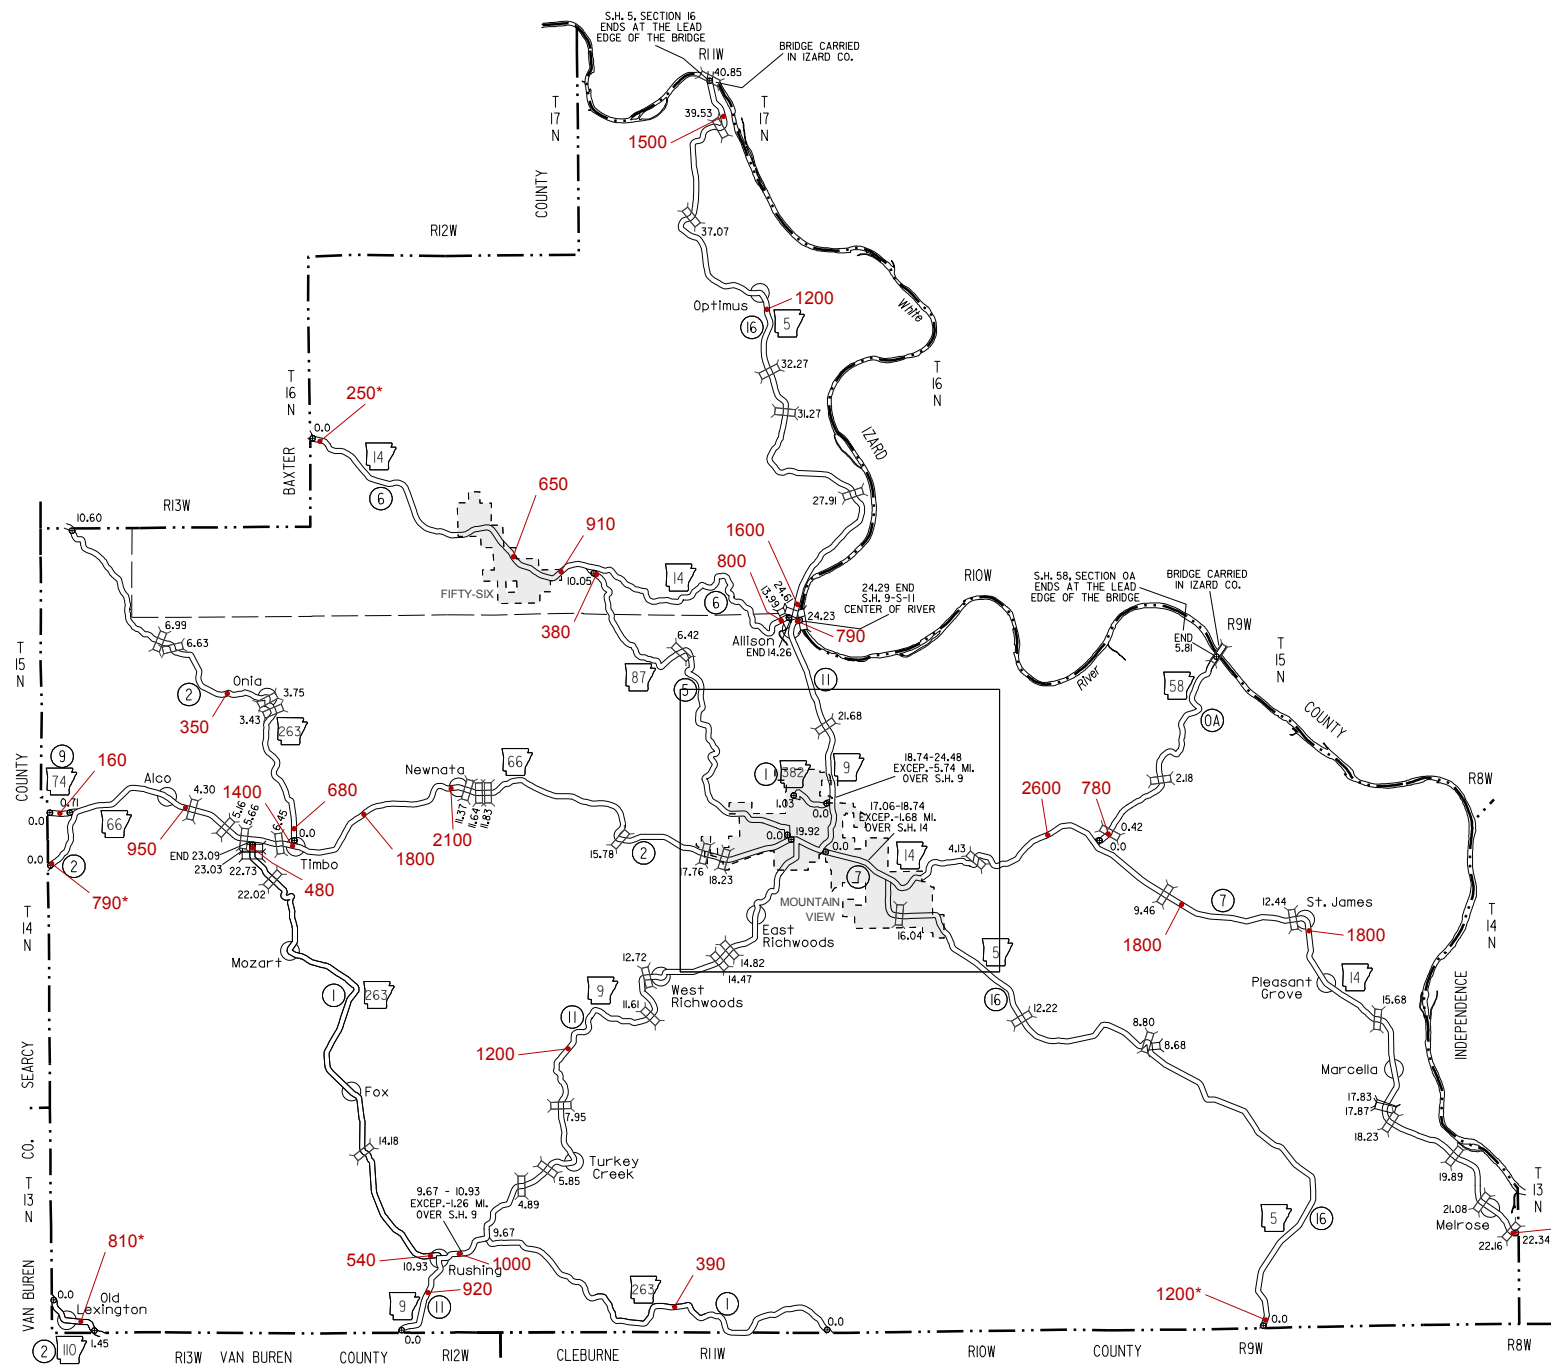 S.H. 5, SECTION 16
ENDS AT THE LEAD
EDGE OF THE BRIDGE
R11W
BRIDGE CARRIED
IN IZARD CO.
40.85
T
17
N
T
17
N
39.53
1500
COUNTY
R12W
37.07
Optimus
1200
16
5
White
32.27
T
16
N
T
16
N
31.27
250*
0.0
14
BAXTER
6
IZARD
R13W
650
27.91
10.60
910
1600
800
FIFTY-SIX
10.05
14
6
24.61
13.99
24.29 END
S.H. 9-S-11
CENTER OF RIVER
R10W
S.H. 58, SECTION 0A
ENDS AT THE LEAD
EDGE OF THE BRIDGE
BRIDGE CARRIED
IN IZARD CO.
380
24.23
790
Allison
END 14.26
R9W
END
5.81
6.99
6.63
6.42
T
15
N
T
15
N
Onia
2
350
3.75
3.43
263
87
5
11
River
58
0A
COUNTY
21.68
COUNTY
9
74
160
0.71
0.0
Alco
4.30
66
950
5.16
5.66
1400
6.45
680
0.0
Newnata
66
11.37
11.64
11.83
2100
1800
18.74-24.48
EXCEP.-5.74 MI.
OVER S.H. 9
1
382
9
1.03
0.0
17.06-18.74
EXCEP.-1.68 MI.
OVER S.H. 14
2.18
R8W
2600
780
0.42
0.0
0.0
2
790*
END 23.09
23.03
22.73
480
22.02
Timbo
15.78
2
17.76
18.23
0.0
19.92
0.0
7
14
4.13
MOUNTAIN
VIEW
16.04
9.46
1800
7
12.44
St. James
1800
T
14
N
T
14
N
East
Richwoods
Mozart
1
263
12.72
14.82
14.47
West
Richwoods
9
11
11.61
5
16
12.22
Pleasant
Grove
14
15.68
INDEPENDENCE
1200
8.80
8.68
SEARCY
Fox
7.95
Marcella
17.83
17.87
18.23
14.18
Turkey
Creek
5.85
4.89
19.89
CO.
T
13
N
T
13
N
9.67 - 10.93
EXCEP.-1.26 MI.
OVER S.H. 9
9.67
5
16
21.08
Melrose
22.16
22.34
810*
540
10.93
Rushing
1000
920
VAN BUREN
0.0
Old
Lexington
1.45
2
110
9
11
0.0
263
390
1
0.0
1200*
0.0
R13W
VAN BUREN
COUNTY
R12W
CLEBURNE
R11W
R10W
COUNTY
R9W
R8W